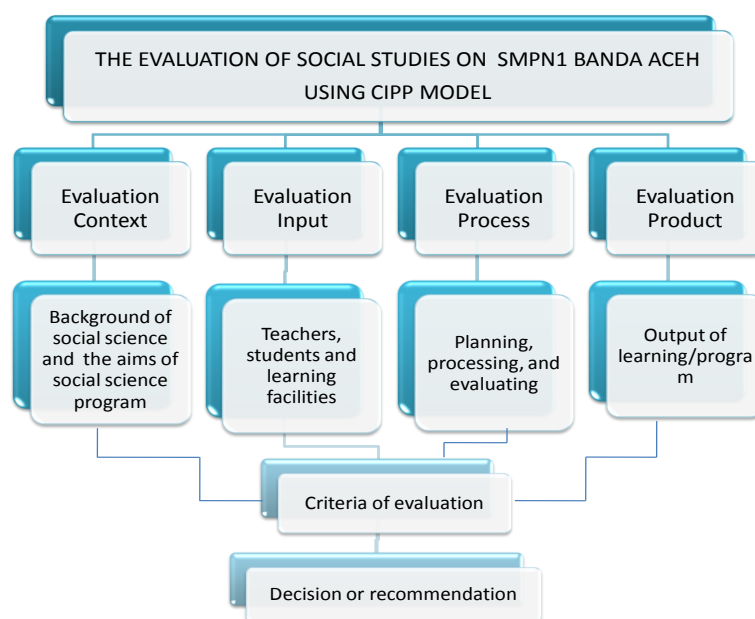 THE EVALUATION OF SOCIAL STUDIES ON SMPN1 BANDA ACEH
USING CIPP MODEL
Evaluation
Context
Evaluation
Input
Evaluation
Process
Evaluation
Product
Background of
social science
and the aims of
social science
program
Teachers,
students and
learning
facilities
Planning,
processing, and
evaluating
Output of
learning/progra
m
Criteria of evaluation
Decision or recommendation